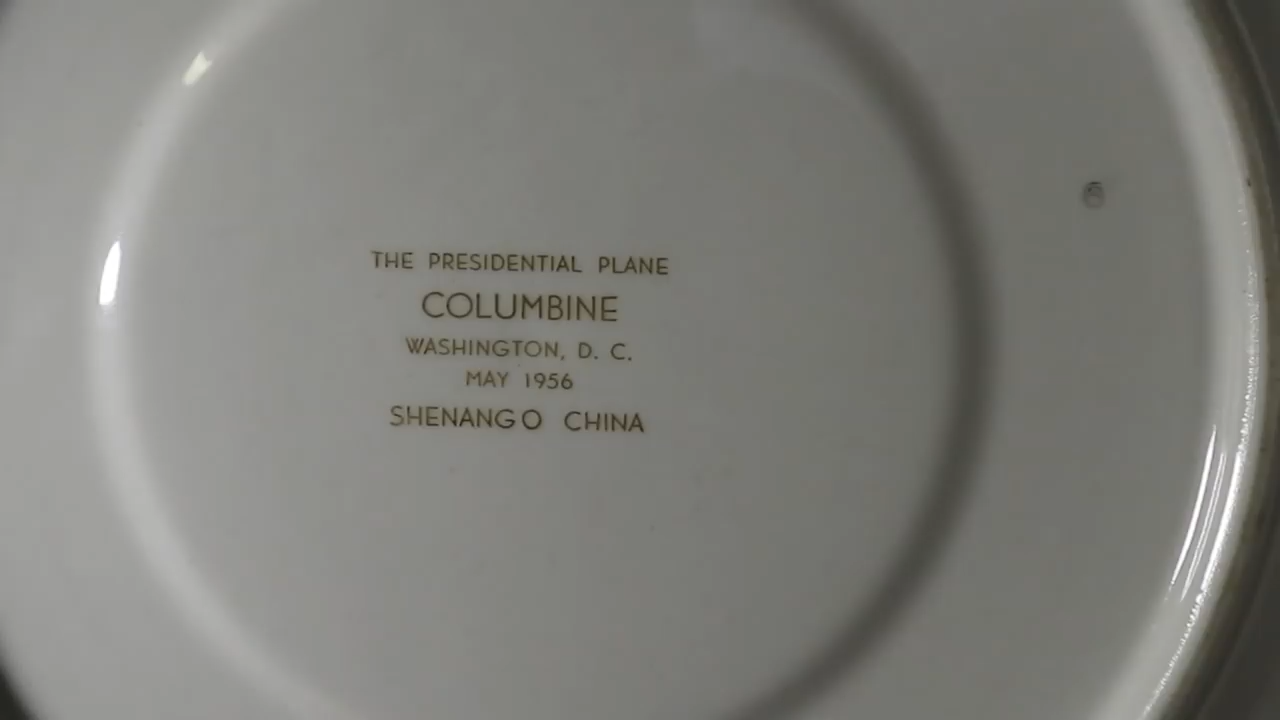 THE PRESIDENTIAL PLANE
COLUMBINE
WASHINGTON, D. C.
MAY 1956
SHENANGO CHINA